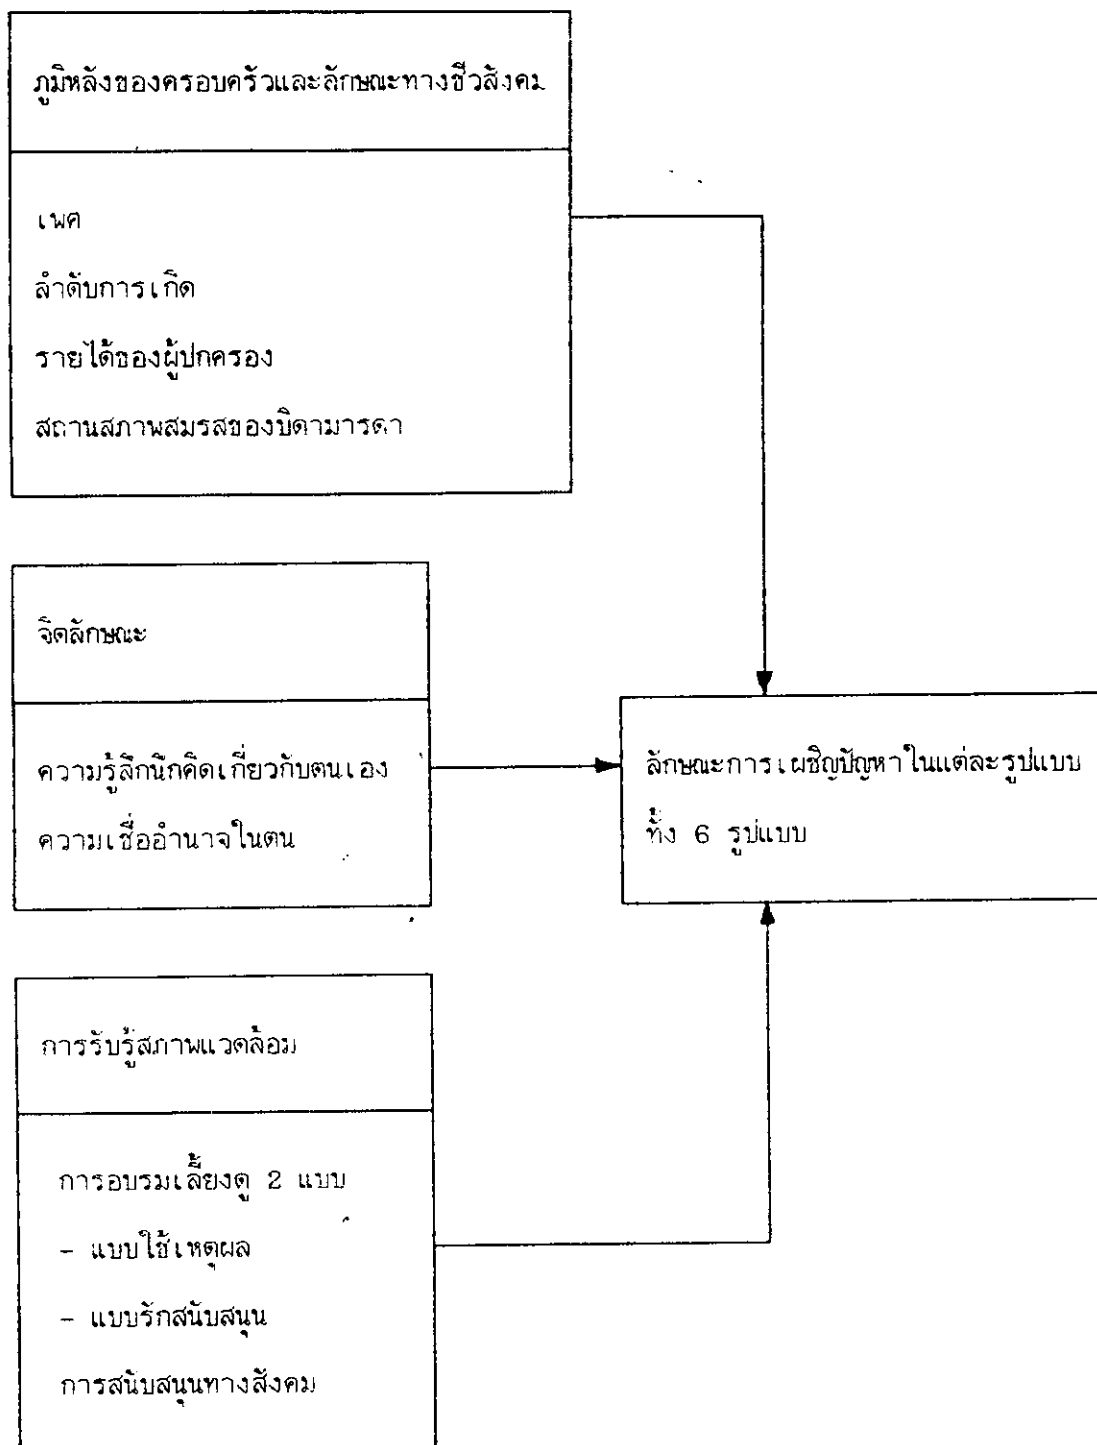 ภูมิหลังของครอบครัวและลักษณะทางชีวสังคม
เพศ
ลำดับการเกิด
รายได้ของผู้ปกครอง
สถานสภาพสมรสของบิดามารดา
จิตลักษณะ
ความรู้สึกนึกคิดเกี่ยวกับตนเอง
ความเชื่ออำนาจในตน
ลักษณะการเผชิญปัญหาในแต่ละรูปแบบ
ทั้ง 6 รูปแบบ
การรับรู้สภาพแวดล้อม
การอบรมเลี้ยงดู 2 แบบ
- แบบใช้เหตุผล
- แบบรักสนับสนุน
การสนับสนุนทางสังคม